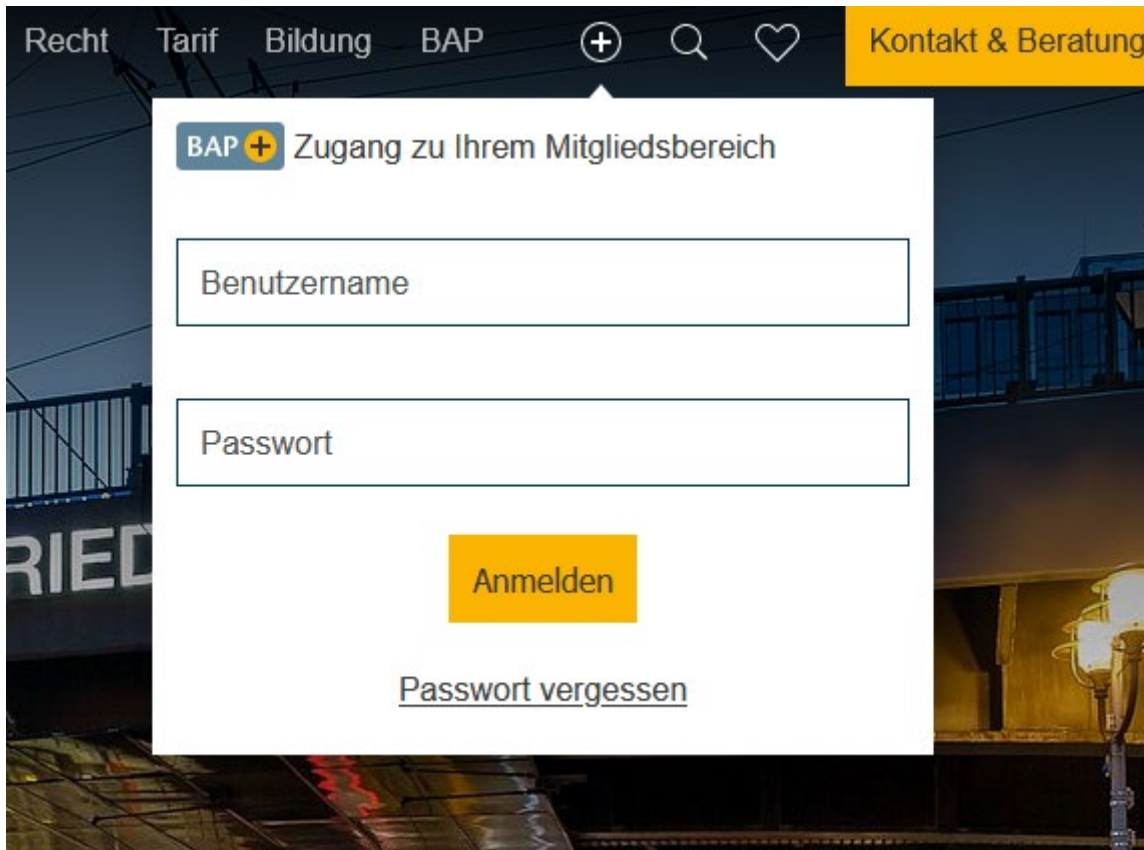 Recht Tarif Bildung BAP Kontakt & Beratung
BAP+ Zugang zu Ihrem Mitgliedsbereich
Benutzername
Passwort
RIED
Anmelden
Passwort vergessen